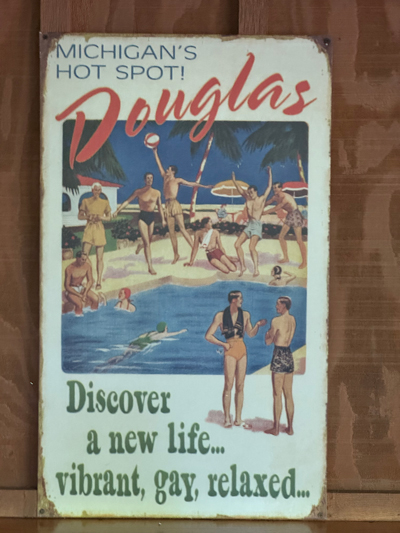 MICHIGAN'S
HOT SPOT!
Douglas
Discover
a new life...
vibrant, gay, relaxed...